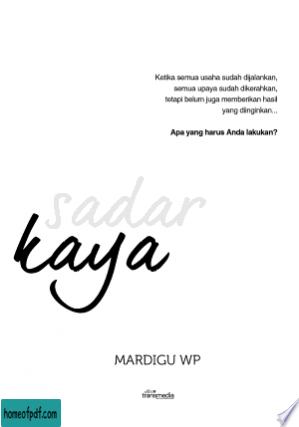 Ketika semua usaha sudah dijalankan,
semua upaya sudah dikerahkan,
tetapi belum juga memberikan hasil
yang diinginkan...
Apa yang harus Anda lakukan?
sadar
kaya
MARDIGU WP
transmedia
homeofpdf.com